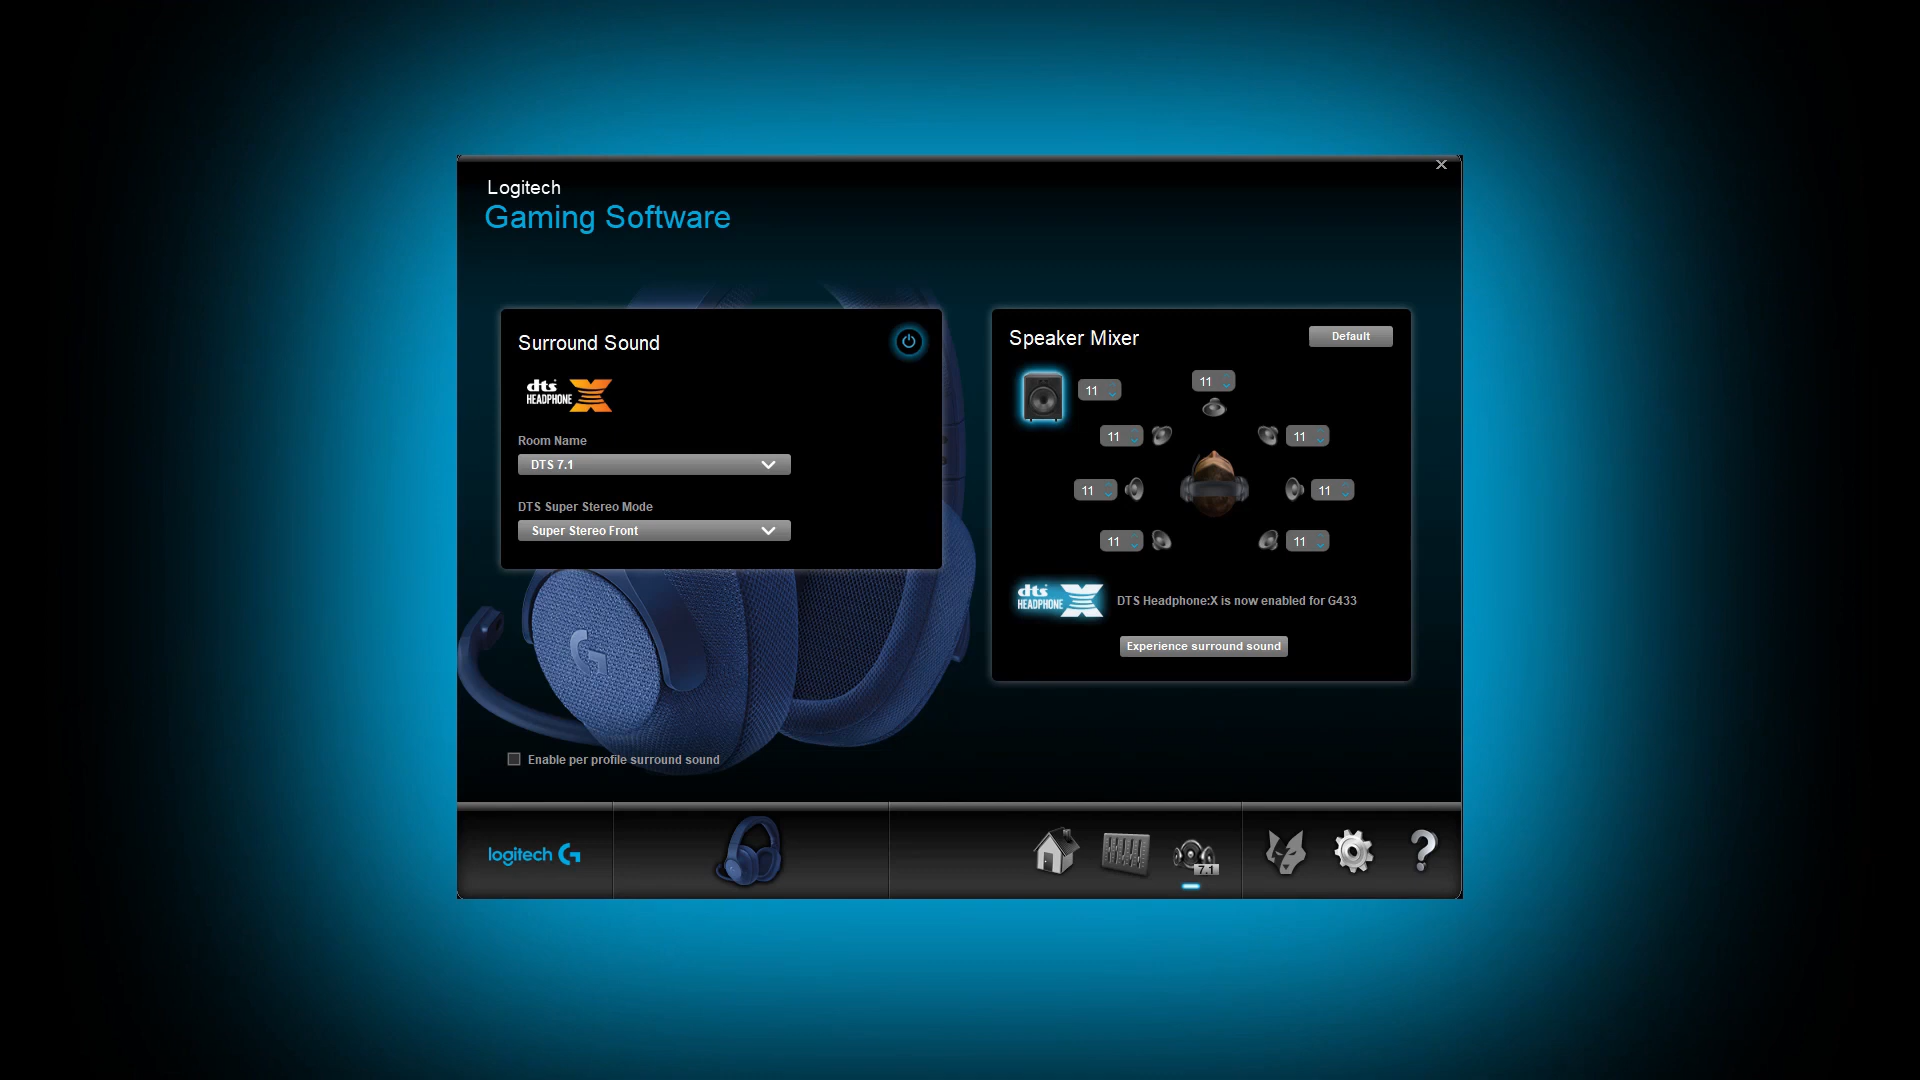 Logitech
Gaming Software
Surround Sound
dts
HEADPHONE X
Room Name
DTS 7.1
DTS Super Stereo Mode
Super Stereo Front
Speaker Mixer
Default
11
11
11
11
11
11
11
11
dts
HEADPHONE X
DTS Headphone:X is now enabled for G433
Experience surround sound
Enable per profile surround sound
logitech G
7.1
?